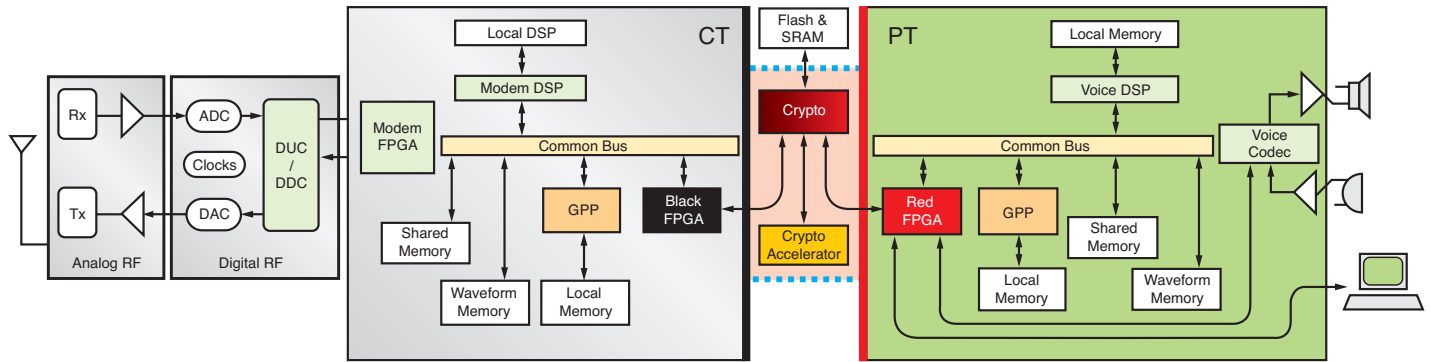 Rx
Tx
Analog RF
ADC
Clocks
DAC
DUC
/
DDC
Digital RF
CT
Local DSP
Modem DSP
Modem
FPGA
Common Bus
Shared
Memory
Waveform
Memory
GPP
Local
Memory
Black
FPGA
Flash &
SRAM
Crypto
Crypto
Accelerator
PT
Local Memory
Voice DSP
Common Bus
Red
FPGA
GPP
Local
Memory
Shared
Memory
Waveform
Memory
Voice
Codec